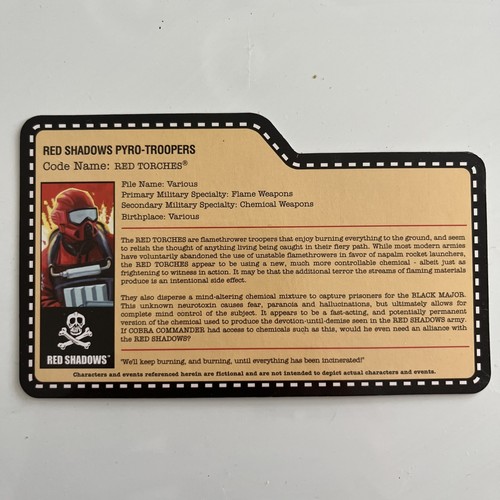 RED SHADOWS PYRO-TROOPERS
Code Name: RED TORCHES®
File Name: Various
Primary Military Specialty: Flame Weapons
Secondary Military Specialty: Chemical Weapons
Birthplace: Various
The RED TORCHES are flamethrower troopers that enjoy burning everything to the ground, and seem
to relish the thought of anything living being caught in their fiery path. While most modern armies
have voluntarily abandoned the use of unstable flamethrowers in favor of napalm rocket launchers,
the RED TORCHES appear to be using a new, much more controllable chemical - albeit just as
frightening to witness in action. It may be that the additional terror the streams of flaming materials
produce is an intentional side effect.
They also disperse a mind-altering chemical mixture to capture prisoners for the BLACK MAJOR.
This unknown neurotoxin causes fear, paranoia and hallucinations, but ultimately allows for
complete mind control of the subject. It appears to be a fast-acting, and potentially permanent
version of the chemical used to produce the devotion-until-demise seen in the RED SHADOWS army.
If COBRA COMMANDER had access to chemicals such as this, would he even need an alliance with
the RED SHADOWS?
RED SHADOWS™
"We'll keep burning, and burning, until everything has been incinerated!"
Characters and events referenced herein are fictional and are not intended to depict actual characters and events.